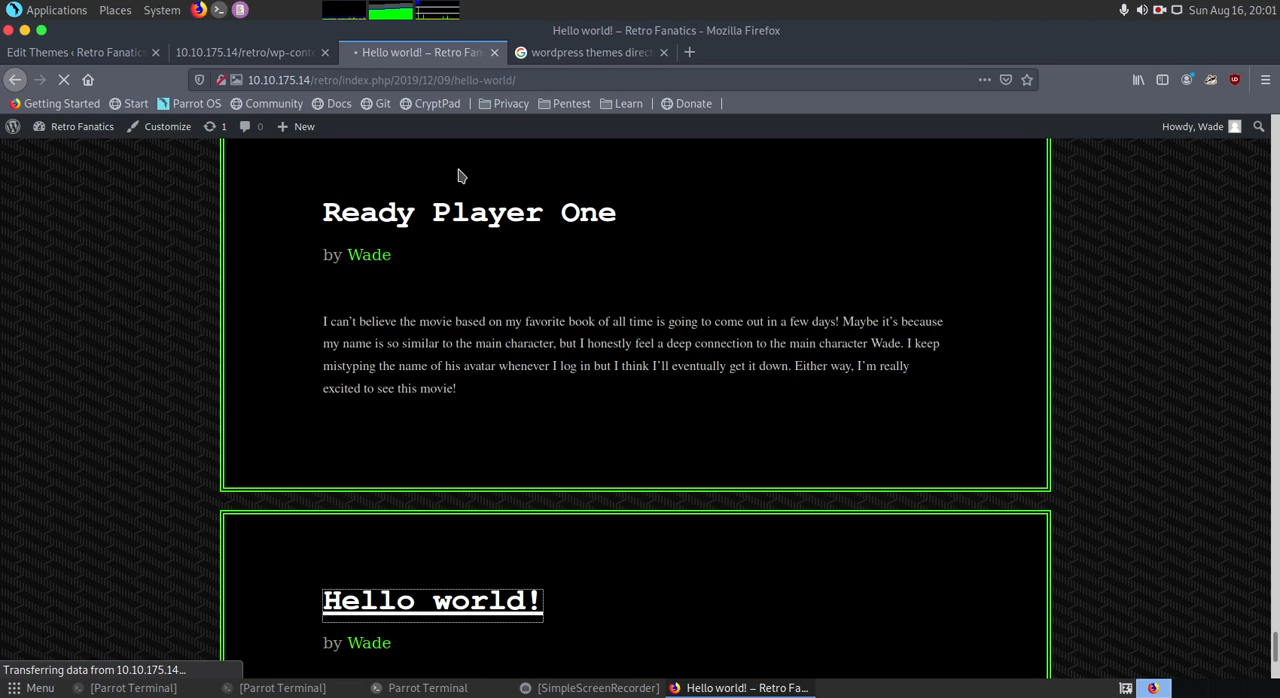 Applications Places System Sun Aug 16, 20:01
Hello world! – Retro Fanatics - Mozilla Firefox
Edit Themes ‹ Retro Fanatics 10.10.175.14/retro/wp-conte Hello world! – Retro Fan wordpress themes direct
10.10.175.14/retro/index.php/2019/12/09/hello-world/
Getting Started Start Parrot OS Community Docs Git CryptPad Privacy Pentest Learn Donate
Retro Fanatics Customize 1 0 New Howdy, Wade
Ready Player One
by Wade
I can’t believe the movie based on my favorite book of all time is going to come out in a few days! Maybe it’s because
my name is so similar to the main character, but I honestly feel a deep connection to the main character Wade. I keep
mistyping the name of his avatar whenever I log in but I think I’ll eventually get it down. Either way, I’m really
excited to see this movie!
Hello world!
by Wade
Transferring data from 10.10.175.14…
Menu [Parrot Terminal] [Parrot Terminal] Parrot Terminal [SimpleScreenRecorder] Hello world! – Retro Fa...